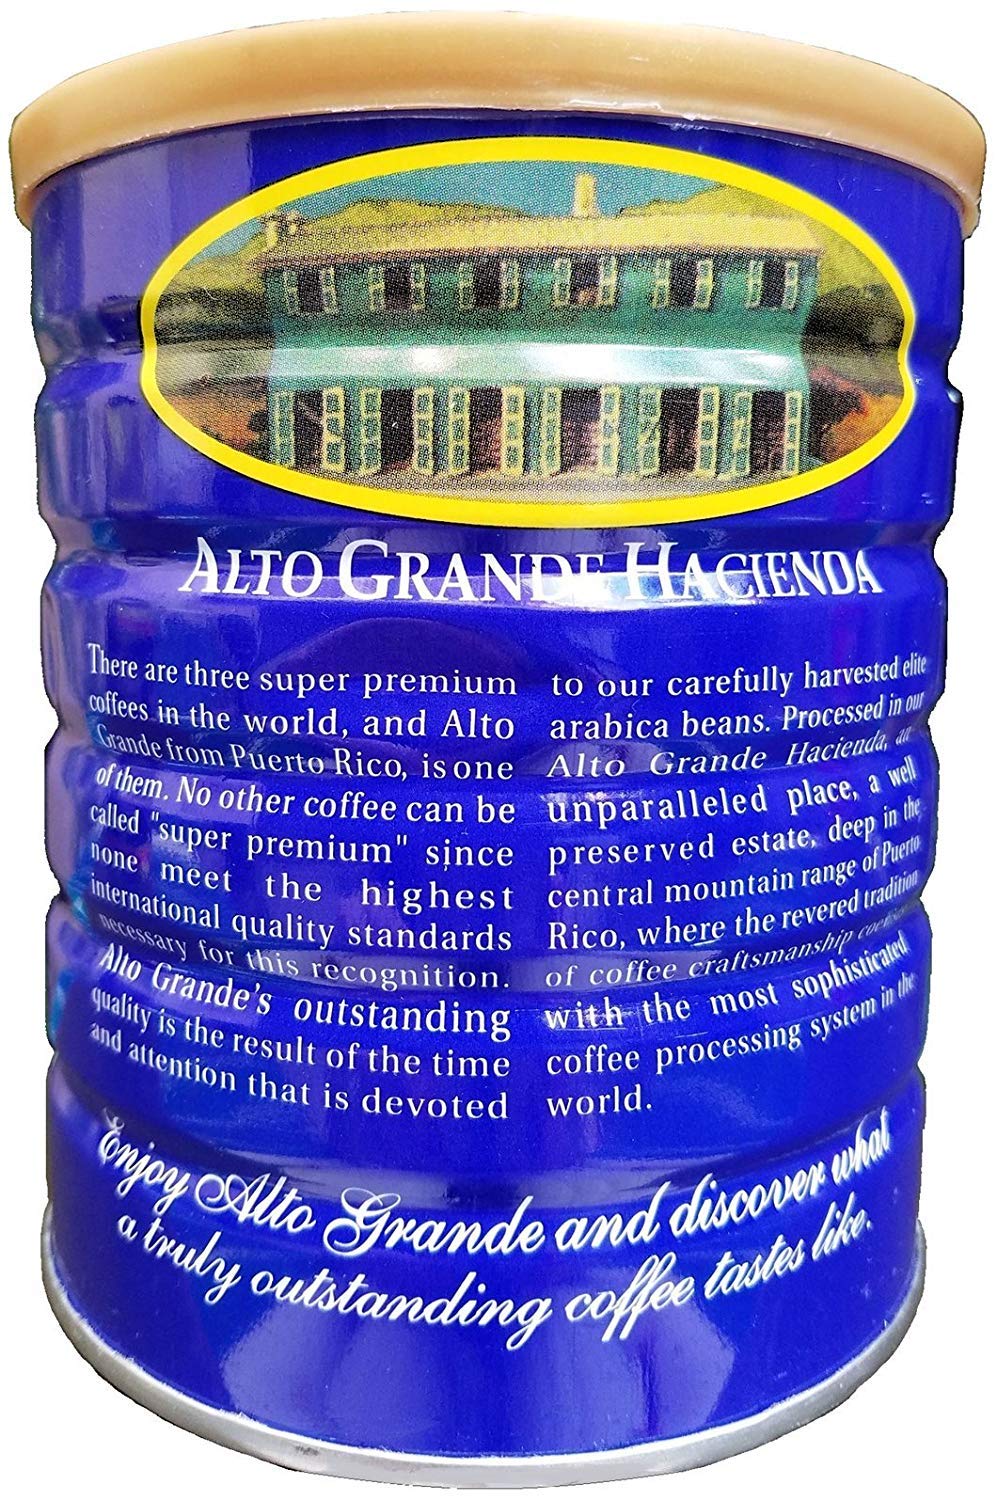 ALTO GRANDE HACIENDA
There are three super premium
coffees in the world, and Alto
Grande from Puerto Rico, is one
of them. No other coffee can be
called "super premium" since
none meet the highest
international quality standards
necessary for this recognition.
Alto Grande's outstanding
quality is the result of the time
and attention that is devoted
to our carefully harvested elite
arabica beans. Processed in our
Alto Grande Hacienda, an
unparalleled place, a well
preserved estate, deep in the
central mountain range of Puerto
Rico, where the revered tradition
of coffee craftsmanship
with the most sophisticated
coffee processing system in the
world.
Enjoy Alto Grande and discover what
a truly outstanding coffee tastes like.